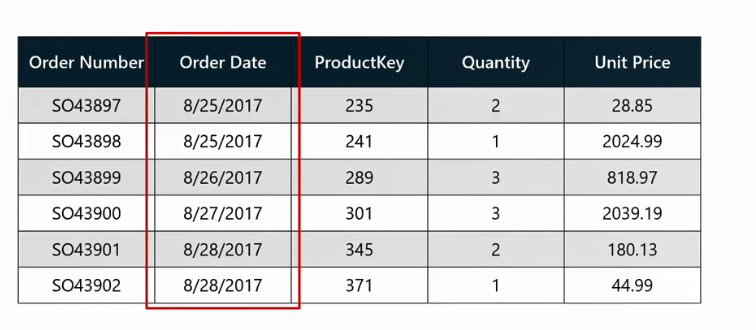 Order Number Order Date ProductKey Quantity Unit Price
SO43897 8/25/2017 235 2 28.85
SO43898 8/25/2017 241 1 2024.99
SO43899 8/26/2017 289 3 818.97
SO43900 8/27/2017 301 3 2039.19
SO43901 8/28/2017 345 2 180.13
SO43902 8/28/2017 371 1 44.99